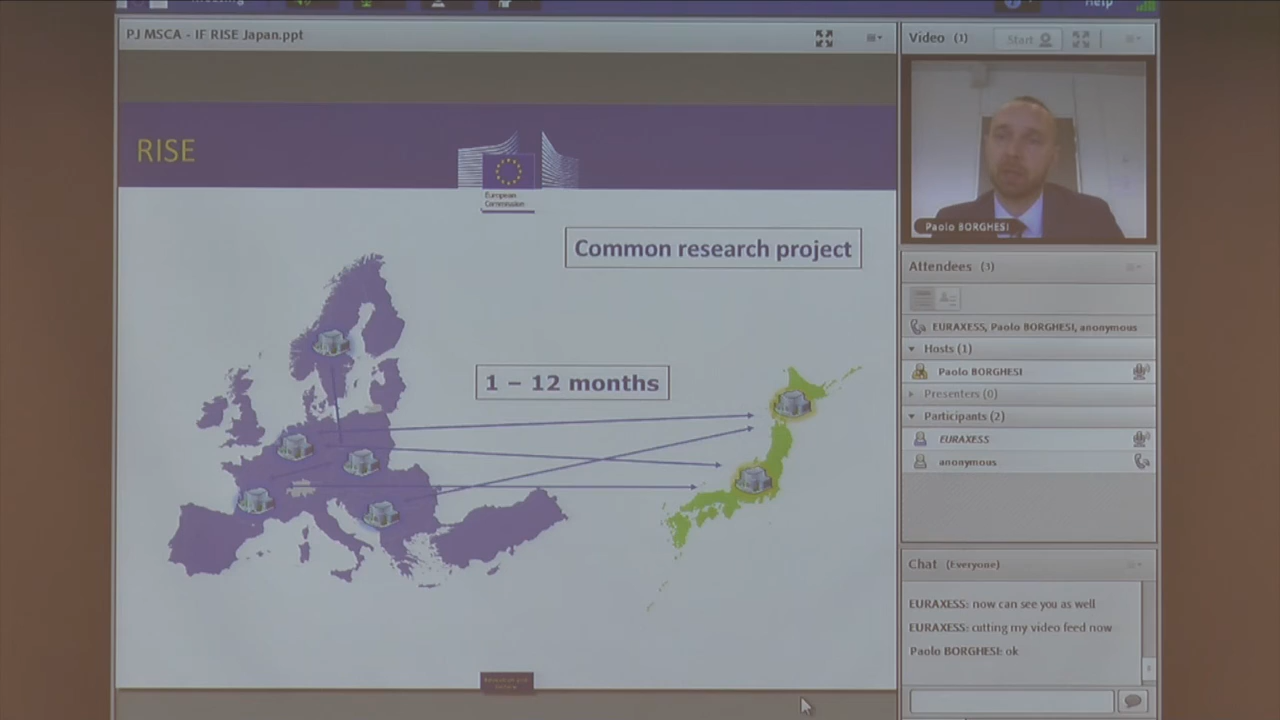 Help
PJ MSCA - IF RISE Japan.ppt
RISE
European
Commission
Common research project
1 – 12 months
Video (1)
Start
Paolo BORGHESI
Attendees (3)
EURAXESS, Paolo BORGHESI, anonymous
Hosts (1)
Paolo BORGHESI
Presenters (0)
Participants (2)
EURAXESS
anonymous
Chat (Everyone)
EURAXESS: now can see you as well
EURAXESS: cutting my video feed now
Paolo BORGHESI: ok